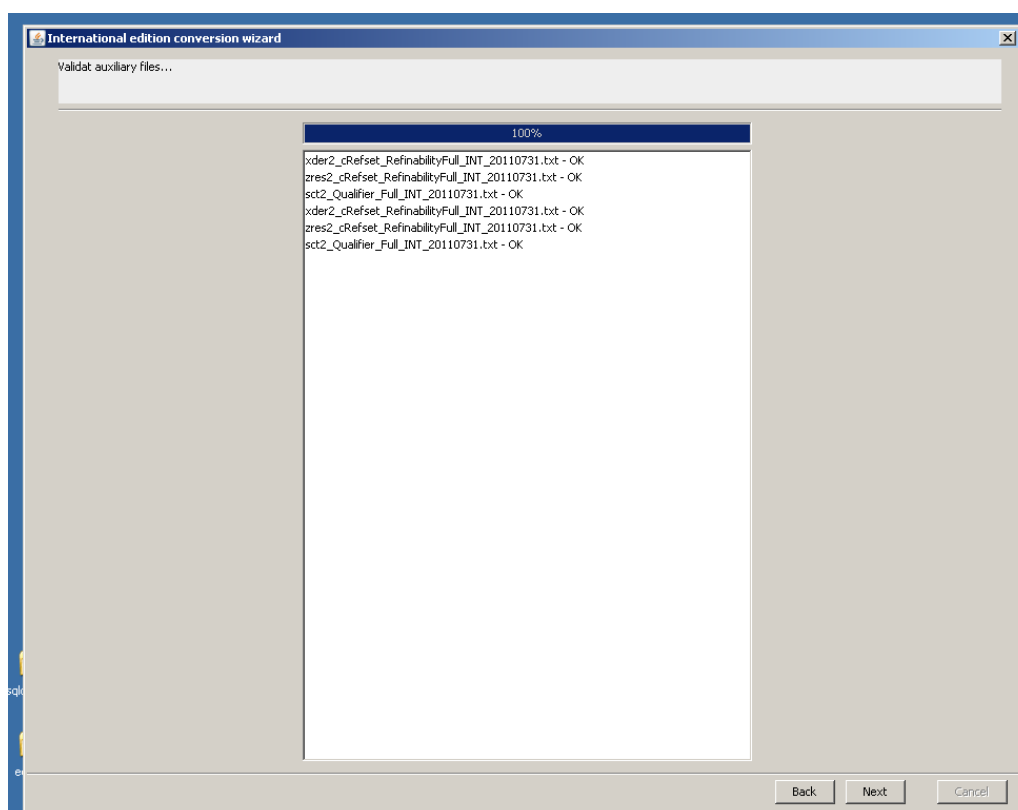 International edition conversion wizard
Validat auxiliary files...
100%
xder2_cRefset_RefinabilityFull_INT_20110731.txt - OK
zres2_cRefset_RefinabilityFull_INT_20110731.txt - OK
sct2_Qualifier_Full_INT_20110731.txt - OK
xder2_cRefset_RefinabilityFull_INT_20110731.txt - OK
zres2_cRefset_RefinabilityFull_INT_20110731.txt - OK
sct2_Qualifier_Full_INT_20110731.txt - OK
Back Next Cancel